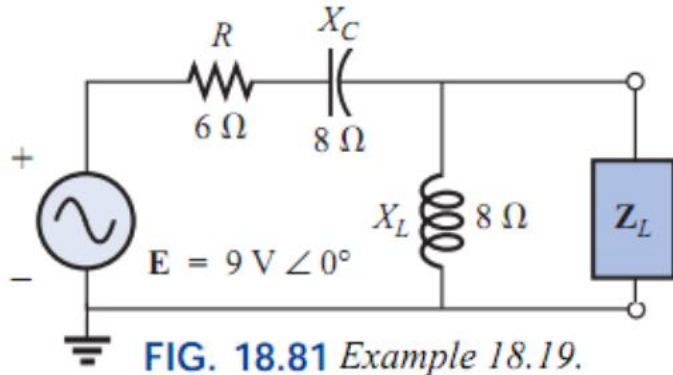 R
X_C
6 Ω
8 Ω
+
X_L 8 Ω
Z_L
E = 9 V ∠ 0°
−
FIG. 18.81 Example 18.19.